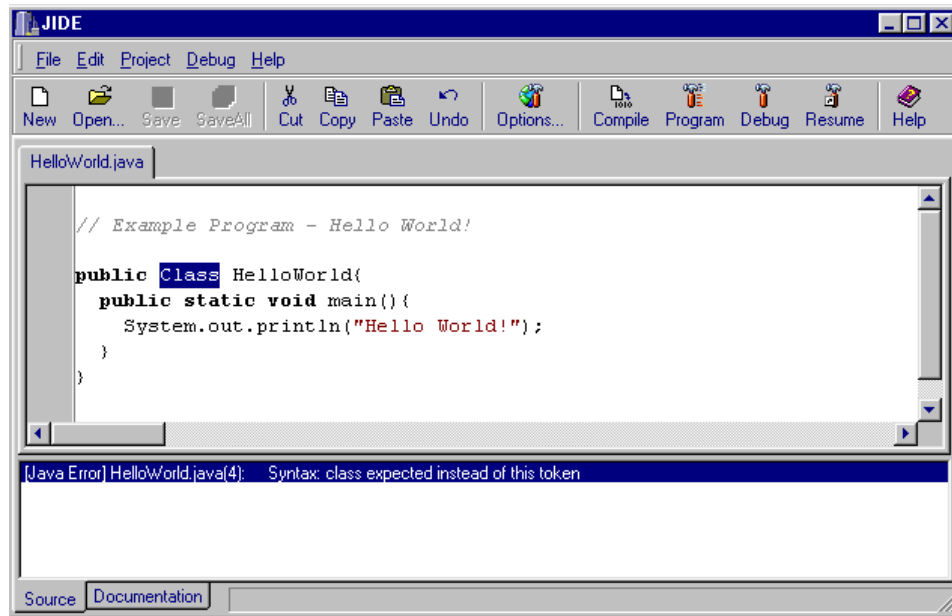 JIDE
File Edit Project Debug Help
New Open... Save SaveAll Cut Copy Paste Undo Options... Compile Program Debug Resume Help
HelloWorld.java
// Example Program - Hello World!
public Class HelloWorld{
public static void main(){
System.out.println("Hello World!");
}
}
[Java Error] HelloWorld.java(4): Syntax: class expected instead of this token
Source Documentation